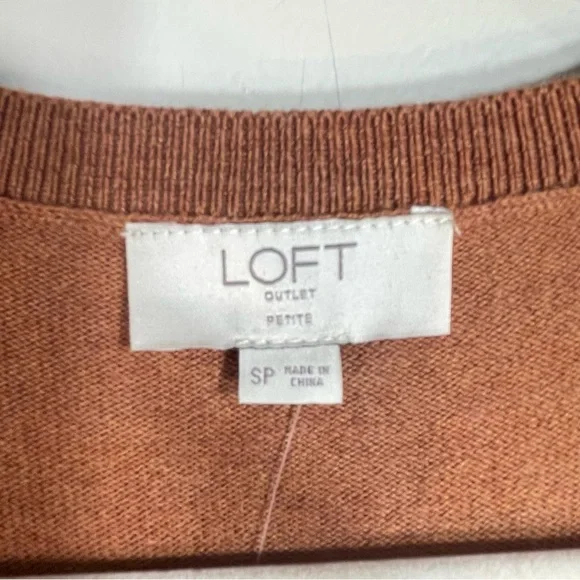 LOFT
OUTLET
PETITE
SP MADE IN
CHINA